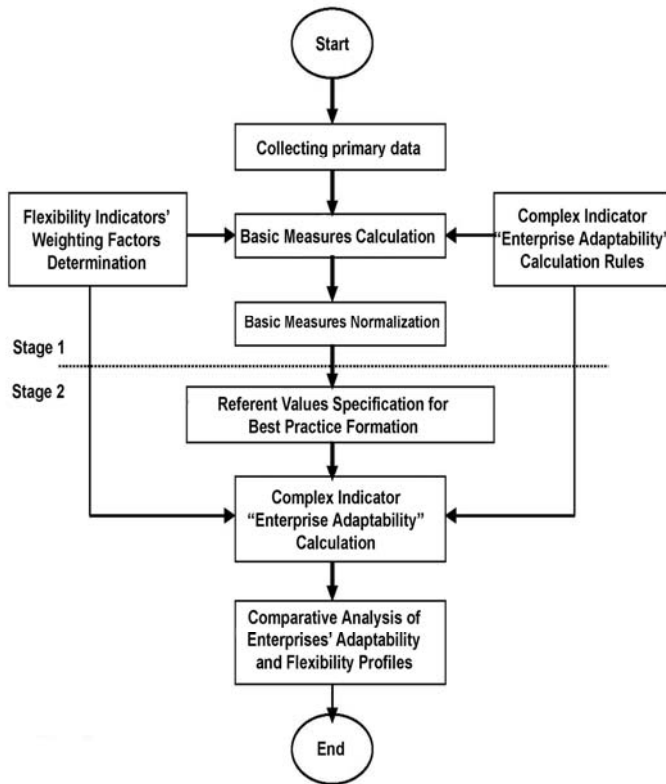 Start
Collecting primary data
Flexibility Indicators'
Weighting Factors
Determination
Basic Measures Calculation
Complex Indicator
"Enterprise Adaptability"
Calculation Rules
Basic Measures Normalization
Stage 1
Stage 2
Referent Values Specification for
Best Practice Formation
Complex Indicator
"Enterprise Adaptability"
Calculation
Comparative Analysis of
Enterprises' Adaptability
and Flexibility Profiles
End